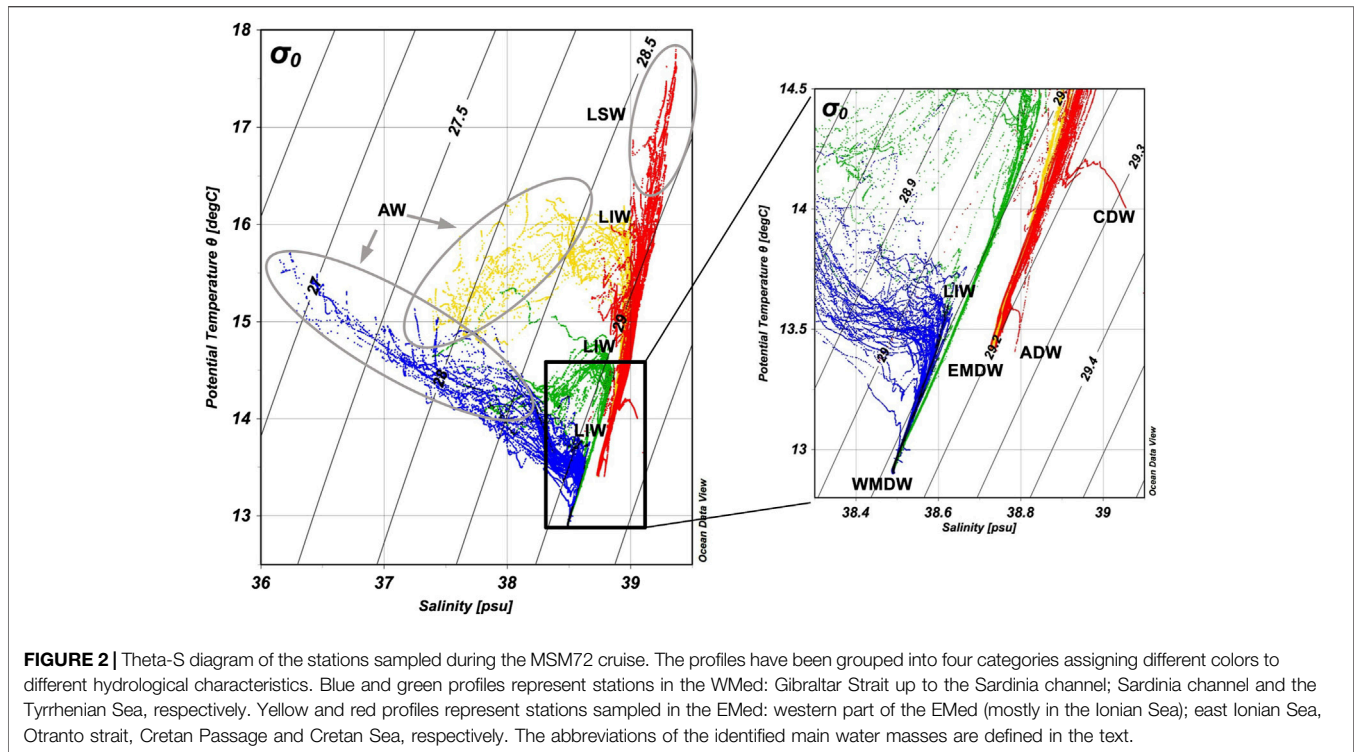 18
17
16
15
14
13
Potential Temperature θ [degC]
σ₀
27.5
28.5
LSW
AW
LIW
27
29
LIW
28
LIW
36
37
38
39
Salinity [psu]
Ocean Data View
14.5
14
13.5
13
Potential Temperature θ [degC]
σ₀
29.3
28.9
CDW
LIW
29
29.2
EMDW
ADW
29.4
WMDW
38.4
38.6
38.8
39
Salinity [psu]
Ocean Data View
FIGURE 2 | Theta-S diagram of the stations sampled during the MSM72 cruise. The profiles have been grouped into four categories assigning different colors to
different hydrological characteristics. Blue and green profiles represent stations in the WMed: Gibraltar Strait up to the Sardinia channel; Sardinia channel and the
Tyrrhenian Sea, respectively. Yellow and red profiles represent stations sampled in the EMed: western part of the EMed (mostly in the Ionian Sea); east Ionian Sea,
Otranto strait, Cretan Passage and Cretan Sea, respectively. The abbreviations of the identified main water masses are defined in the text.